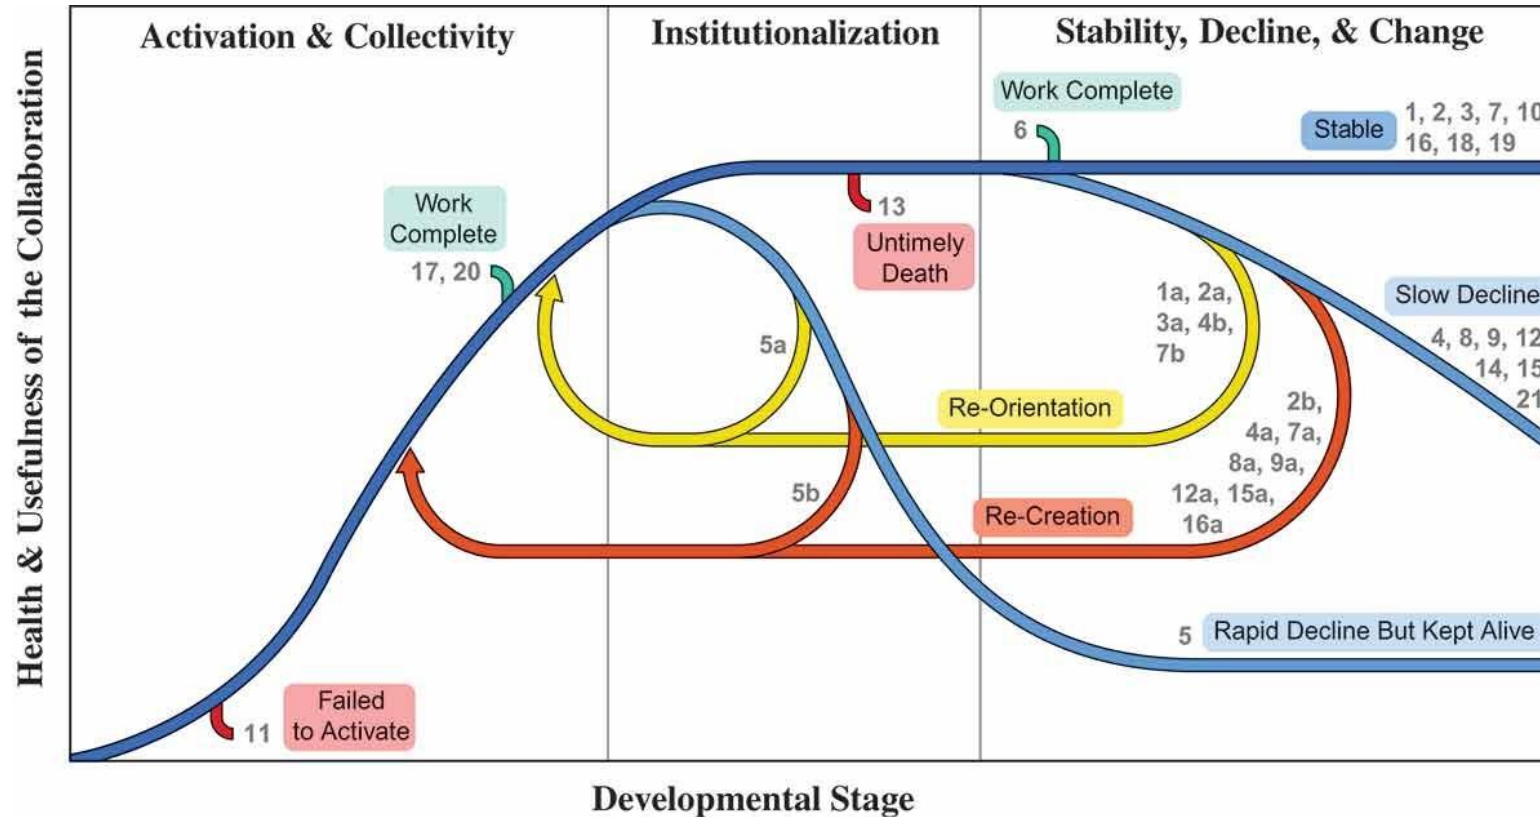 Activation & Collectivity
Institutionalization
Stability, Decline, & Change
Health & Usefulness of the Collaboration
Work Complete
6
Stable
1, 2, 3, 7, 10
16, 18, 19
Work
Complete
17, 20
13
Untimely
Death
1a, 2a,
3a, 4b,
7b
Slow Decline
4, 8, 9, 12
14, 15
21
5a
Re-Orientation
2b,
4a, 7a,
8a, 9a,
12a, 15a,
16a
5b
Re-Creation
5
Rapid Decline But Kept Alive
Failed
to Activate
11
Developmental Stage